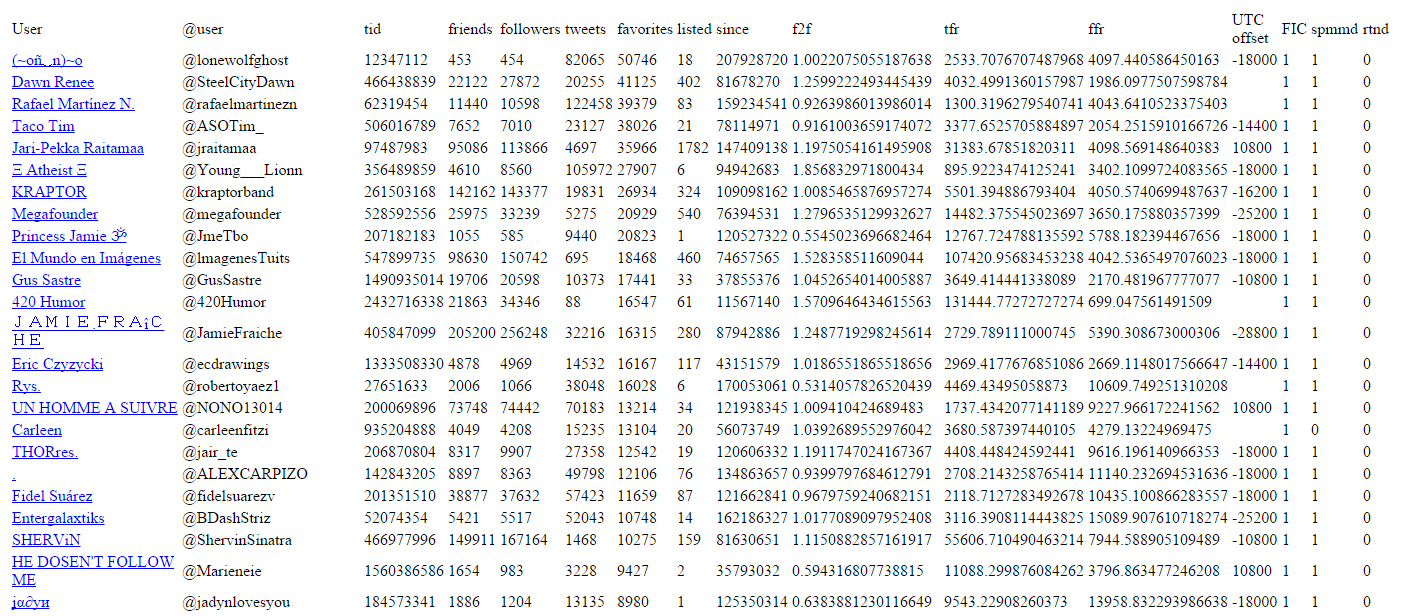 User @user tid friends followers tweets favorites listed since f2f tfr ffr UTC offset FIC spmmd rtnd
(~oñ_,n)~o @lonewolfghost 12347112 453 454 82065 50746 18 207928720 1.0022075055187638 2533.7076707487968 4097.440586450163 -18000 1 1 0
Dawn Renee @SteelCityDawn 466438839 22122 27872 20255 41125 402 81678270 1.2599222493445439 4032.4991360157987 1986.0977507598784 1 1 0
Rafael Martínez N. @rafaelmartinezn 62319454 11440 10598 122458 39379 83 159234541 0.9263986013986014 1300.3196279540741 4043.6410523375403 1 1 0
Taco Tim @ASOTim_ 506016789 7652 7010 23127 38026 21 78114971 0.9161003659174072 3377.6525705884897 2054.2515910166726 -14400 1 1 0
Jari-Pekka Raitamaa @jraitamaa 97487983 95086 113866 4697 35966 1782 147409138 1.1975054161495908 31383.67851820311 4098.569148640383 10800 1 1 0
Ξ Atheist Ξ @Young___Lionn 356489859 4610 8560 105972 27907 6 94942683 1.856832971800434 895.9223474125141 3402.1099724083565 -18000 1 1 0
KRAPTOR @kraptorband 261503168 142162 143377 19831 26934 324 109098162 1.0085465876957274 5501.394886793404 4050.5740699487637 -16200 1 1 0
Megafounder @megafounder 528592556 25975 33239 5275 20929 540 76394531 1.2796535129932627 14482.375545023697 3650.175880357399 -25200 1 1 0
Princess Jamie ૐ @JmeTbo 207182183 1055 585 9440 20823 1 120527322 0.5545023696682464 12767.724788135592 5788.182394467656 -18000 1 1 0
El Mundo en Imágenes @lmagenesTuits 547899735 98630 150742 695 18468 460 74657565 1.528358511609044 107420.95683453238 4042.5365497076023 -18000 1 1 0
Gus Sastre @GusSastre 1490935014 19706 20598 10373 17441 33 37855376 1.0452654014005887 3649.414441338089 2170.481967777077 -10800 1 1 0
420 Humor @420Humor 2432716338 21863 34346 88 16547 61 11567140 1.5709646434615563 131444.77272727274 699.047561491509 1 1 0
ＪＡＭＩＥ.ＦＲＡ¡Ｃ
ＨＥ @JamieFraiche 405847099 205200 256248 32216 16315 280 87942886 1.2487719298245614 2729.789111000745 5390.308673000306 -28800 1 1 0
Eric Czyzycki @ecdrawings 1333508330 4878 4969 14532 16167 117 43151579 1.0186551865518656 2969.4177676851086 2669.1148017566647 -14400 1 1 0
Rys. @robertoyaez1 27651633 2006 1066 38048 16028 6 170053061 0.5314057826520439 4469.43495058873 10609.749251310208 1 1 0
UN HOMME A SUIVRE @NONO13014 200069896 73748 74442 70183 13214 34 121938345 1.009410424689483 1737.4342077141189 9227.966172241562 10800 1 1 0
Carleen @carleenfitzi 935204888 4049 4208 15235 13104 20 56073749 1.0392689552976042 3680.587397440105 4279.13224969475 1 0 0
THORres. @jair_te 206870804 8317 9907 27358 12542 19 120606332 1.1911747024167367 4408.448424592441 9616.196140966353 -18000 1 1 0
. @ALEXCARPIZO 142843205 8897 8363 49798 12106 76 134863657 0.9399797684612791 2708.2143258765414 11140.232694531636 -18000 1 1 0
Fidel Suárez @fidelsuarezv 201351510 38877 37632 57423 11659 87 121662841 0.9679759240682151 2118.7127283492678 10435.100866283557 -18000 1 1 0
Entergalaxtiks @BDashStriz 52074354 5421 5517 52043 10748 14 162186327 1.0177089097952408 3116.3908114443825 15089.907610718274 -25200 1 1 0
SHERViN @ShervinSinatra 466977996 149911 167164 1468 10275 159 81630651 1.1150882857161917 55606.710490463214 7944.588905109489 -10800 1 1 0
HE DOSEN'T FOLLOW
ME @Marieneie 1560386586 1654 983 3228 9427 2 35793032 0.594316807738815 11088.299876084262 3796.863477246208 10800 1 1 0
jα∂уи @jadynlovesyou 184573341 1886 1204 13135 8980 1 125350314 0.6383881230116649 9543.22908260373 13958.832293986638 -18000 1 1 0